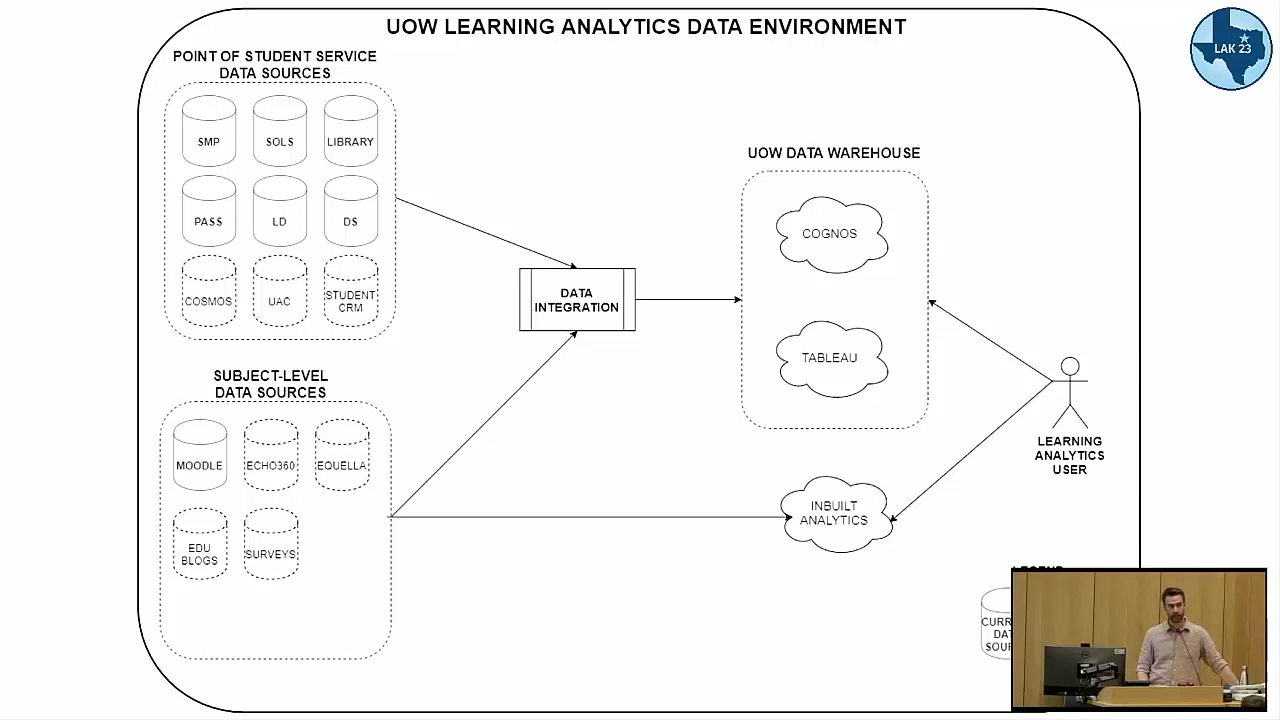 UOW LEARNING ANALYTICS DATA ENVIRONMENT
LAK 23
POINT OF STUDENT SERVICE
DATA SOURCES
SMP
SOLS
LIBRARY
PASS
LD
DS
COSMOS
UAC
STUDENT
CRM
SUBJECT-LEVEL
DATA SOURCES
MOODLE
ECHO360
EQUELLA
EDU
BLOGS
SURVEYS
DATA
INTEGRATION
UOW DATA WAREHOUSE
COGNOS
TABLEAU
INBUILT
ANALYTICS
LEARNING
ANALYTICS
USER